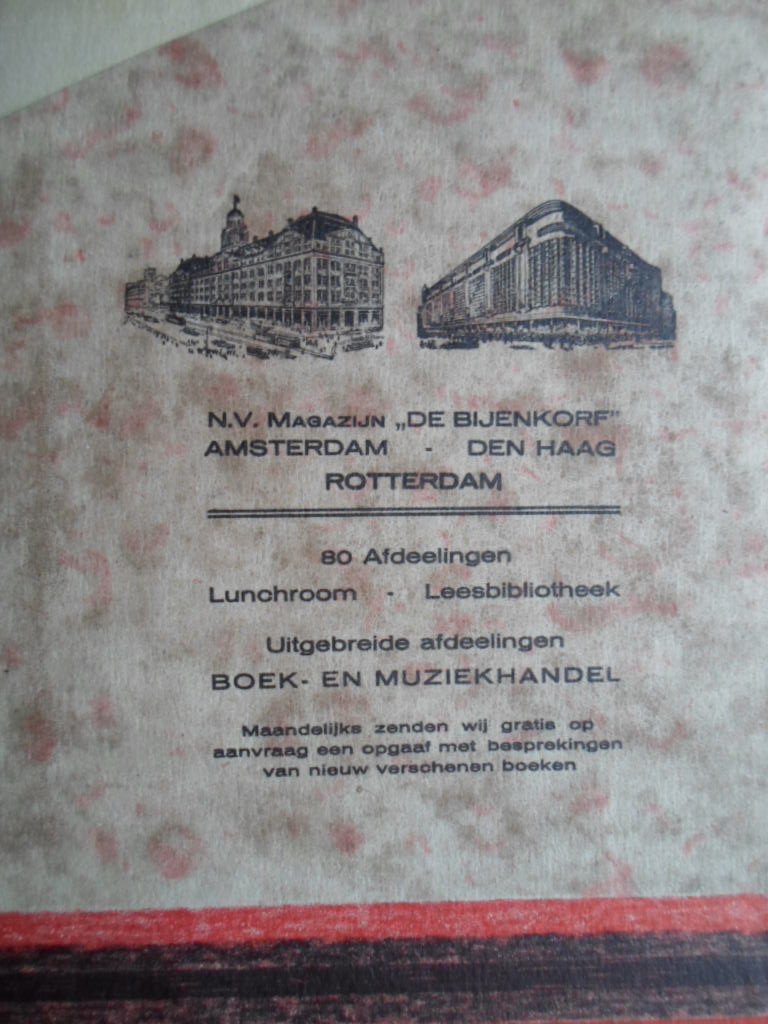 N.V. MAGAZIJN „DE BIJENKORF”
AMSTERDAM - DEN HAAG
ROTTERDAM
80 Afdeelingen
Lunchroom - Leesbibliotheek
Uitgebreide afdeelingen
BOEK- EN MUZIEKHANDEL
Maandelijks zenden wij gratis op
aanvraag een opgaaf met besprekingen
van nieuw verschenen boeken